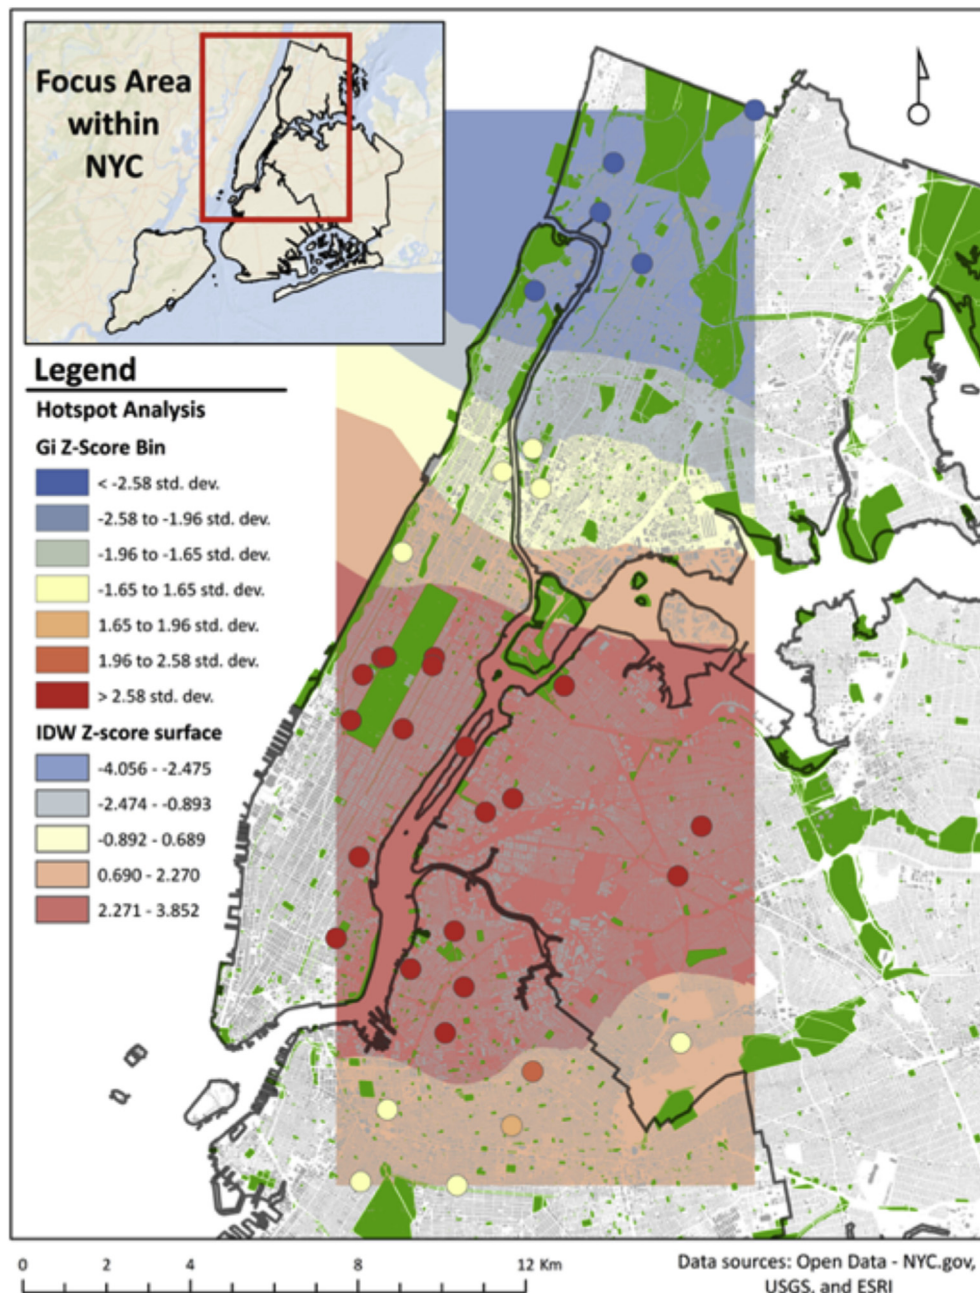 Focus Area
within
NYC
Legend
Hotspot Analysis
Gi Z-Score Bin
< -2.58 std. dev.
-2.58 to -1.96 std. dev.
-1.96 to -1.65 std. dev.
-1.65 to 1.65 std. dev.
1.65 to 1.96 std. dev.
1.96 to 2.58 std. dev.
> 2.58 std. dev.
IDW Z-score surface
-4.056 - -2.475
-2.474 - -0.893
-0.892 - 0.689
0.690 - 2.270
2.271 - 3.852
0 2 4 8 12 Km
Data sources: Open Data - NYC.gov,
USGS, and ESRI